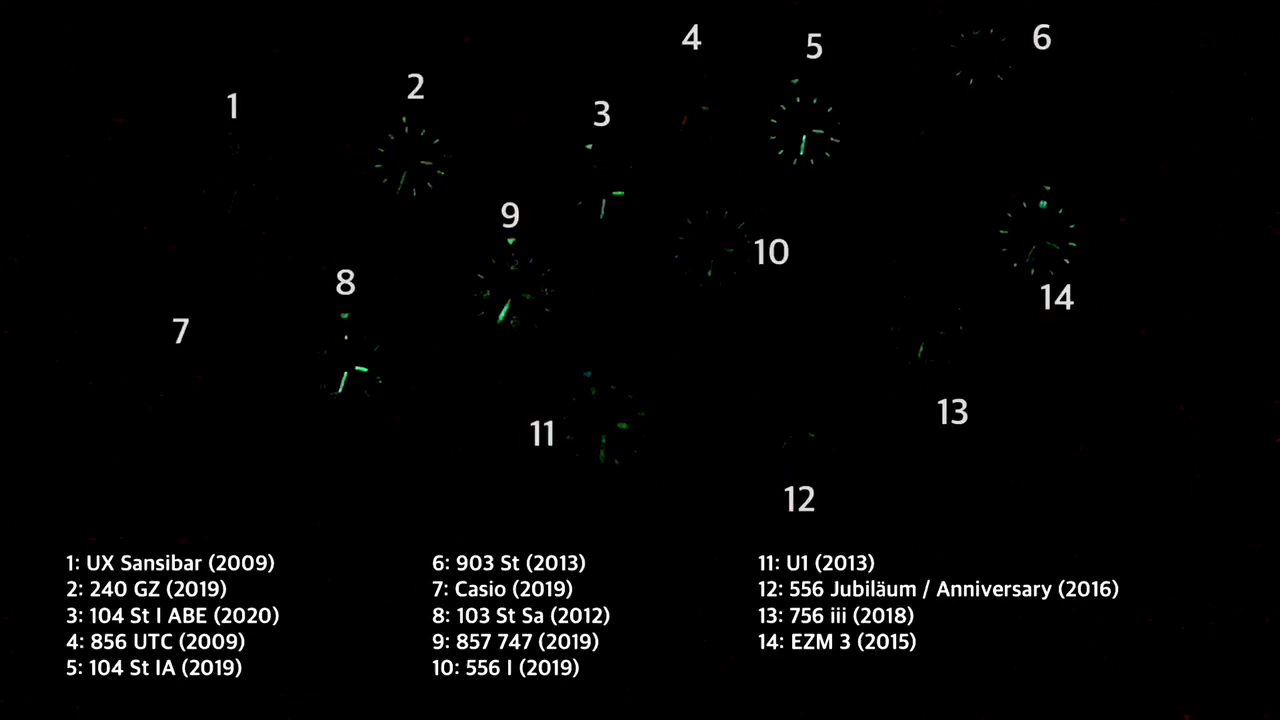 4
6
5
2
1
3
9
10
8
14
7
13
11
12
1: UX Sansibar (2009)
2: 240 GZ (2019)
3: 104 St I ABE (2020)
4: 856 UTC (2009)
5: 104 St IA (2019)
6: 903 St (2013)
7: Casio (2019)
8: 103 St Sa (2012)
9: 857 747 (2019)
10: 556 I (2019)
11: U1 (2013)
12: 556 Jubiläum / Anniversary (2016)
13: 756 iii (2018)
14: EZM 3 (2015)